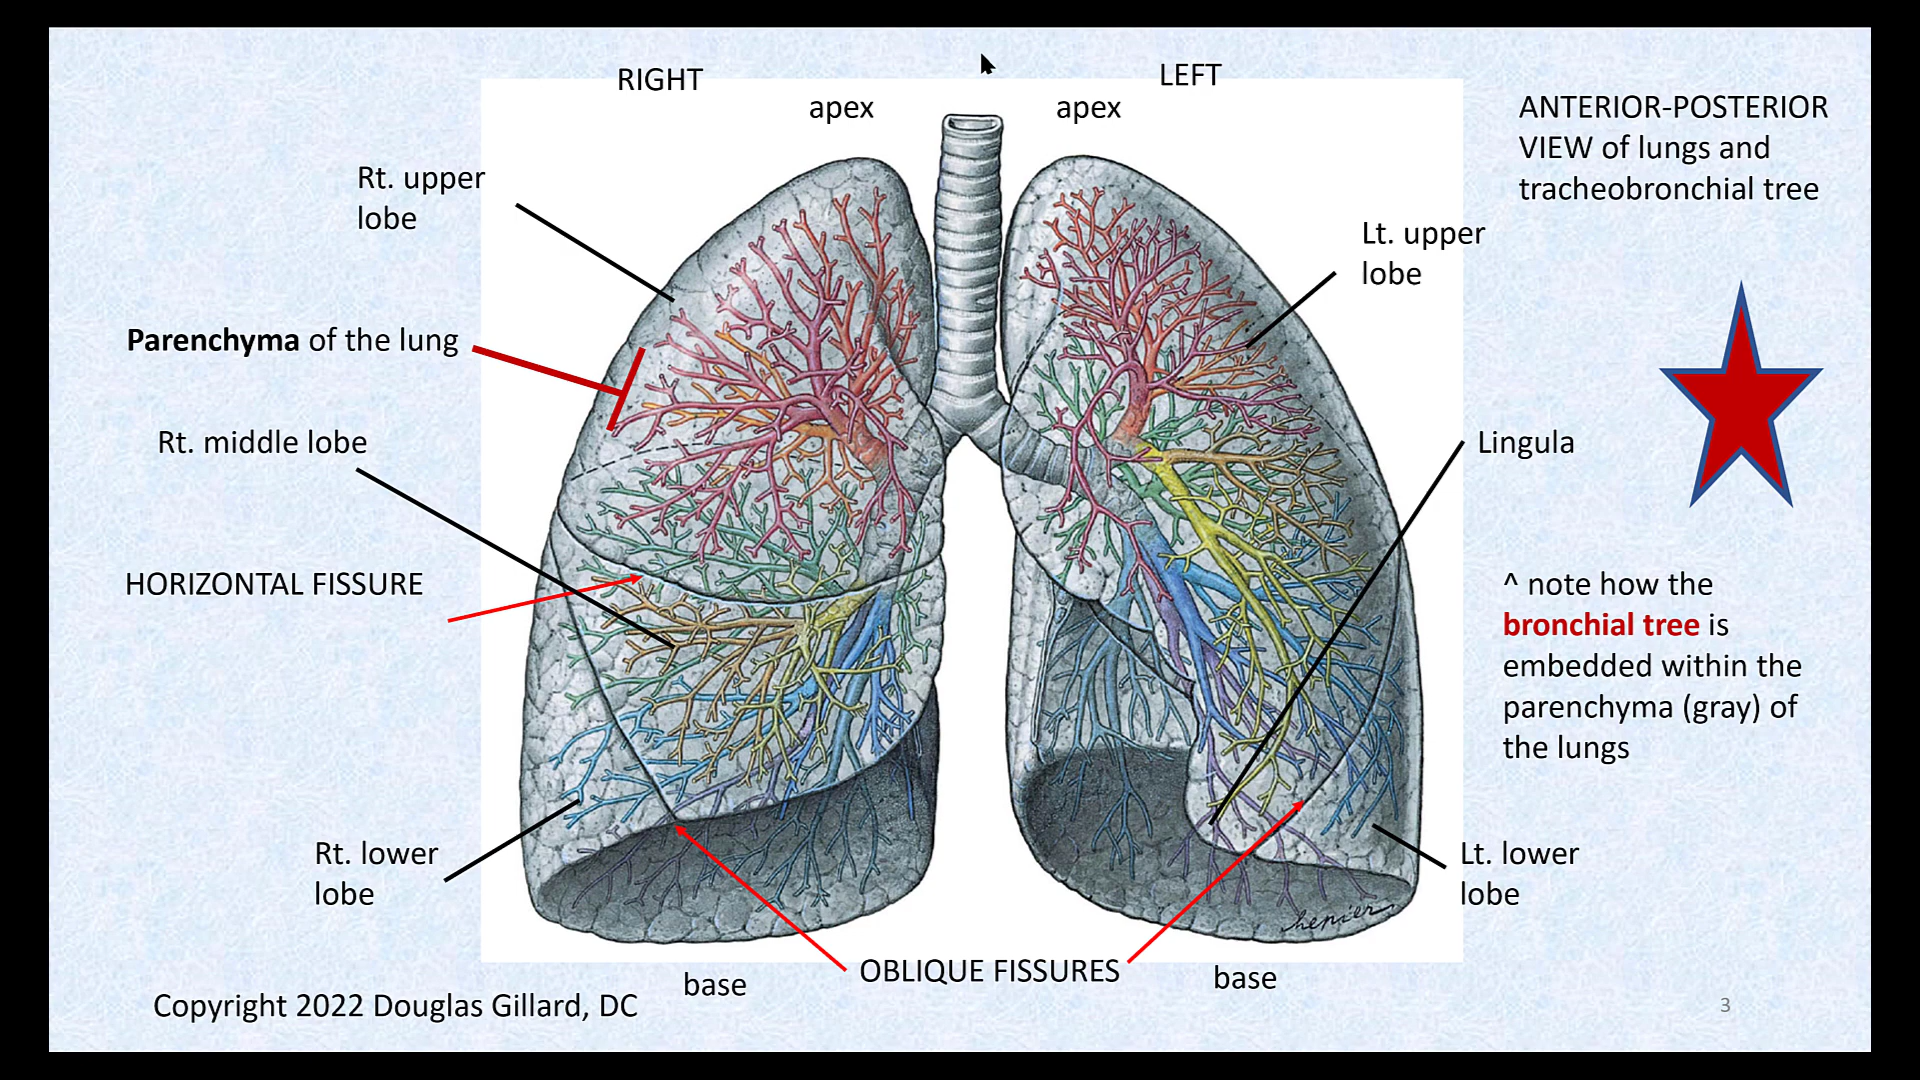 RIGHT
LEFT
apex
apex
ANTERIOR-POSTERIOR
VIEW of lungs and
tracheobronchial tree
Rt. upper
lobe
Lt. upper
lobe
Parenchyma of the lung
Rt. middle lobe
Lingula
HORIZONTAL FISSURE
^ note how the
bronchial tree is
embedded within the
parenchyma (gray) of
the lungs
Rt. lower
lobe
Lt. lower
lobe
OBLIQUE FISSURES
base
base
Copyright 2022 Douglas Gillard, DC
3